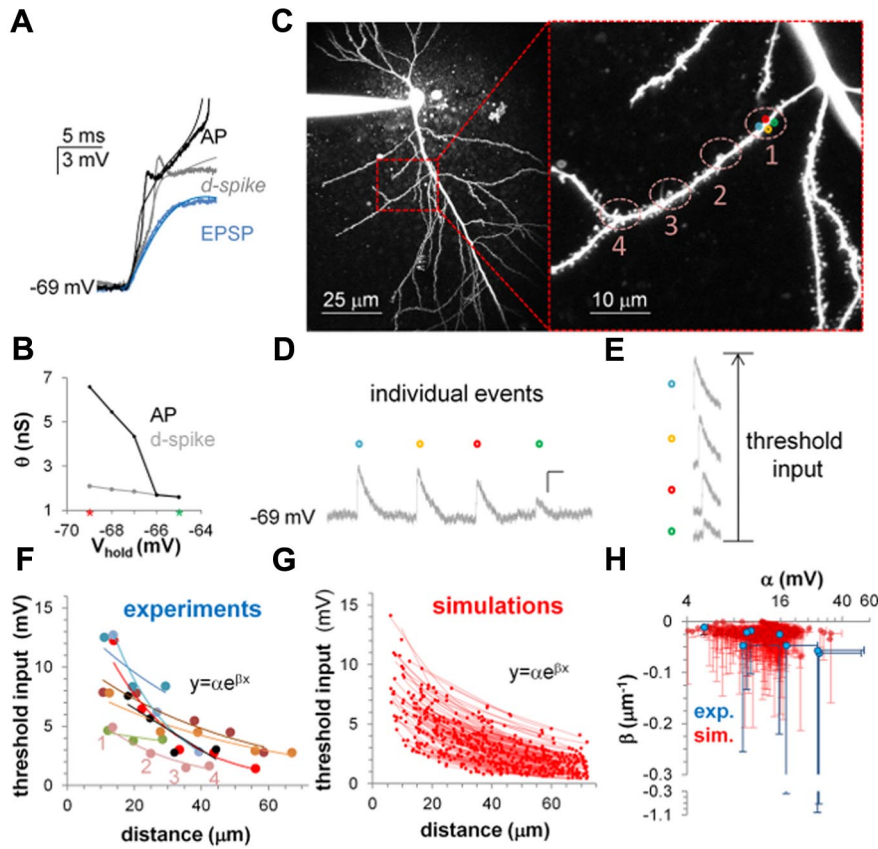 A
5 ms
3 mV
AP
d-spike
EPSP
-69 mV
C
25 μm
10 μm
1
2
3
4
B
7
5
3
1
θ (nS)
AP
d-spike
-70
-68
-66
-64
Vhold (mV)
D
individual events
-69 mV
E
threshold
input
F
experiments
y=αeβx
threshold input (mV)
15
10
5
0
1
2
3
4
0
20
40
60
distance (μm)
G
simulations
y=αeβx
threshold input (mV)
15
10
5
0
0
20
40
60
distance (μm)
H
α (mV)
4
16
40
60
0
-0.1
-0.2
-0.3
-0.3
-1.1
β (μm-1)
exp.
sim.